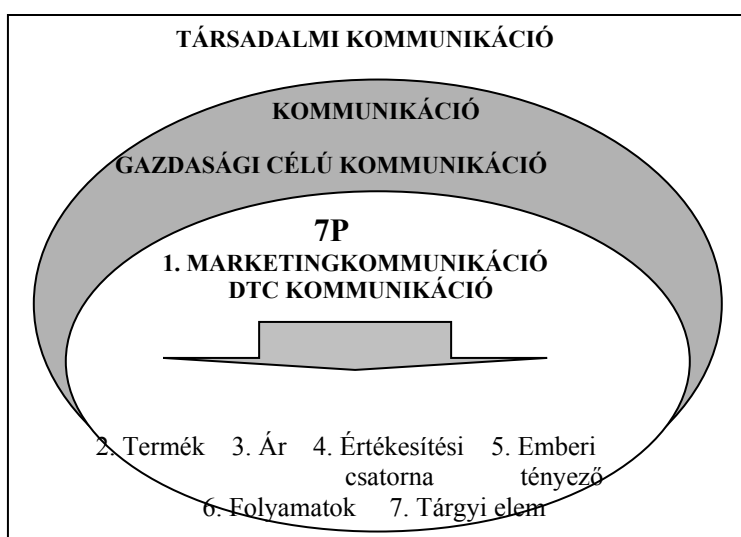 TÁRSADALMI KOMMUNIKÁCIÓ
KOMMUNIKÁCIÓ
GAZDASÁGI CÉLÚ KOMMUNIKÁCIÓ
7P
1. MARKETINGKOMMUNIKÁCIÓ
DTC KOMMUNIKÁCIÓ
2. Termék 3. Ár 4. Értékesítési 5. Emberi
csatorna tényező
6. Folyamatok 7. Tárgyi elem